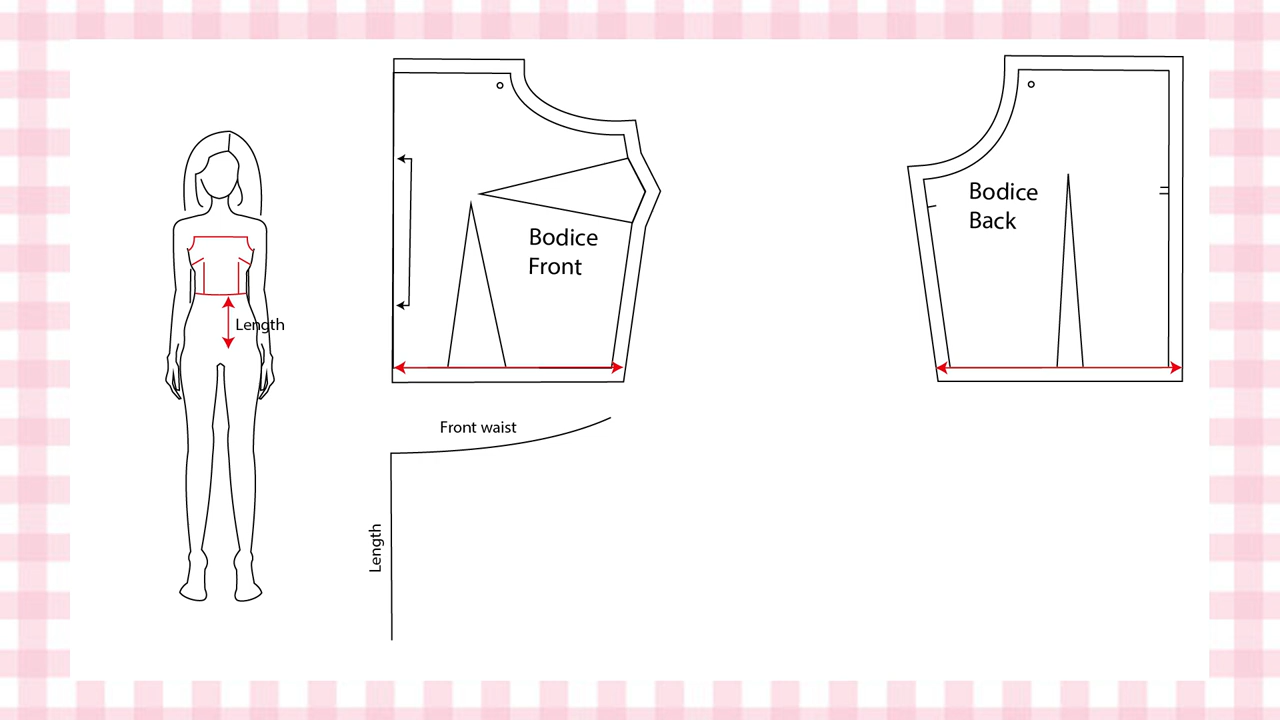 Length
Bodice
Front
Bodice
Back
Front waist
Length